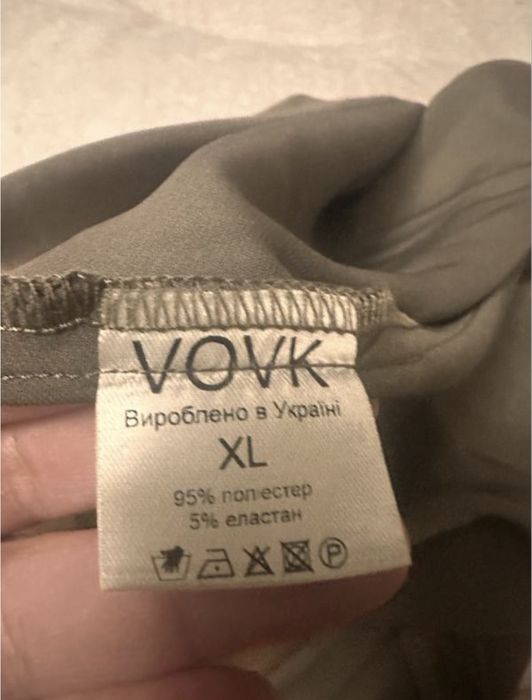 VOVK
Вироблено в Україні
XL
95% поліестер
5% еластан
P